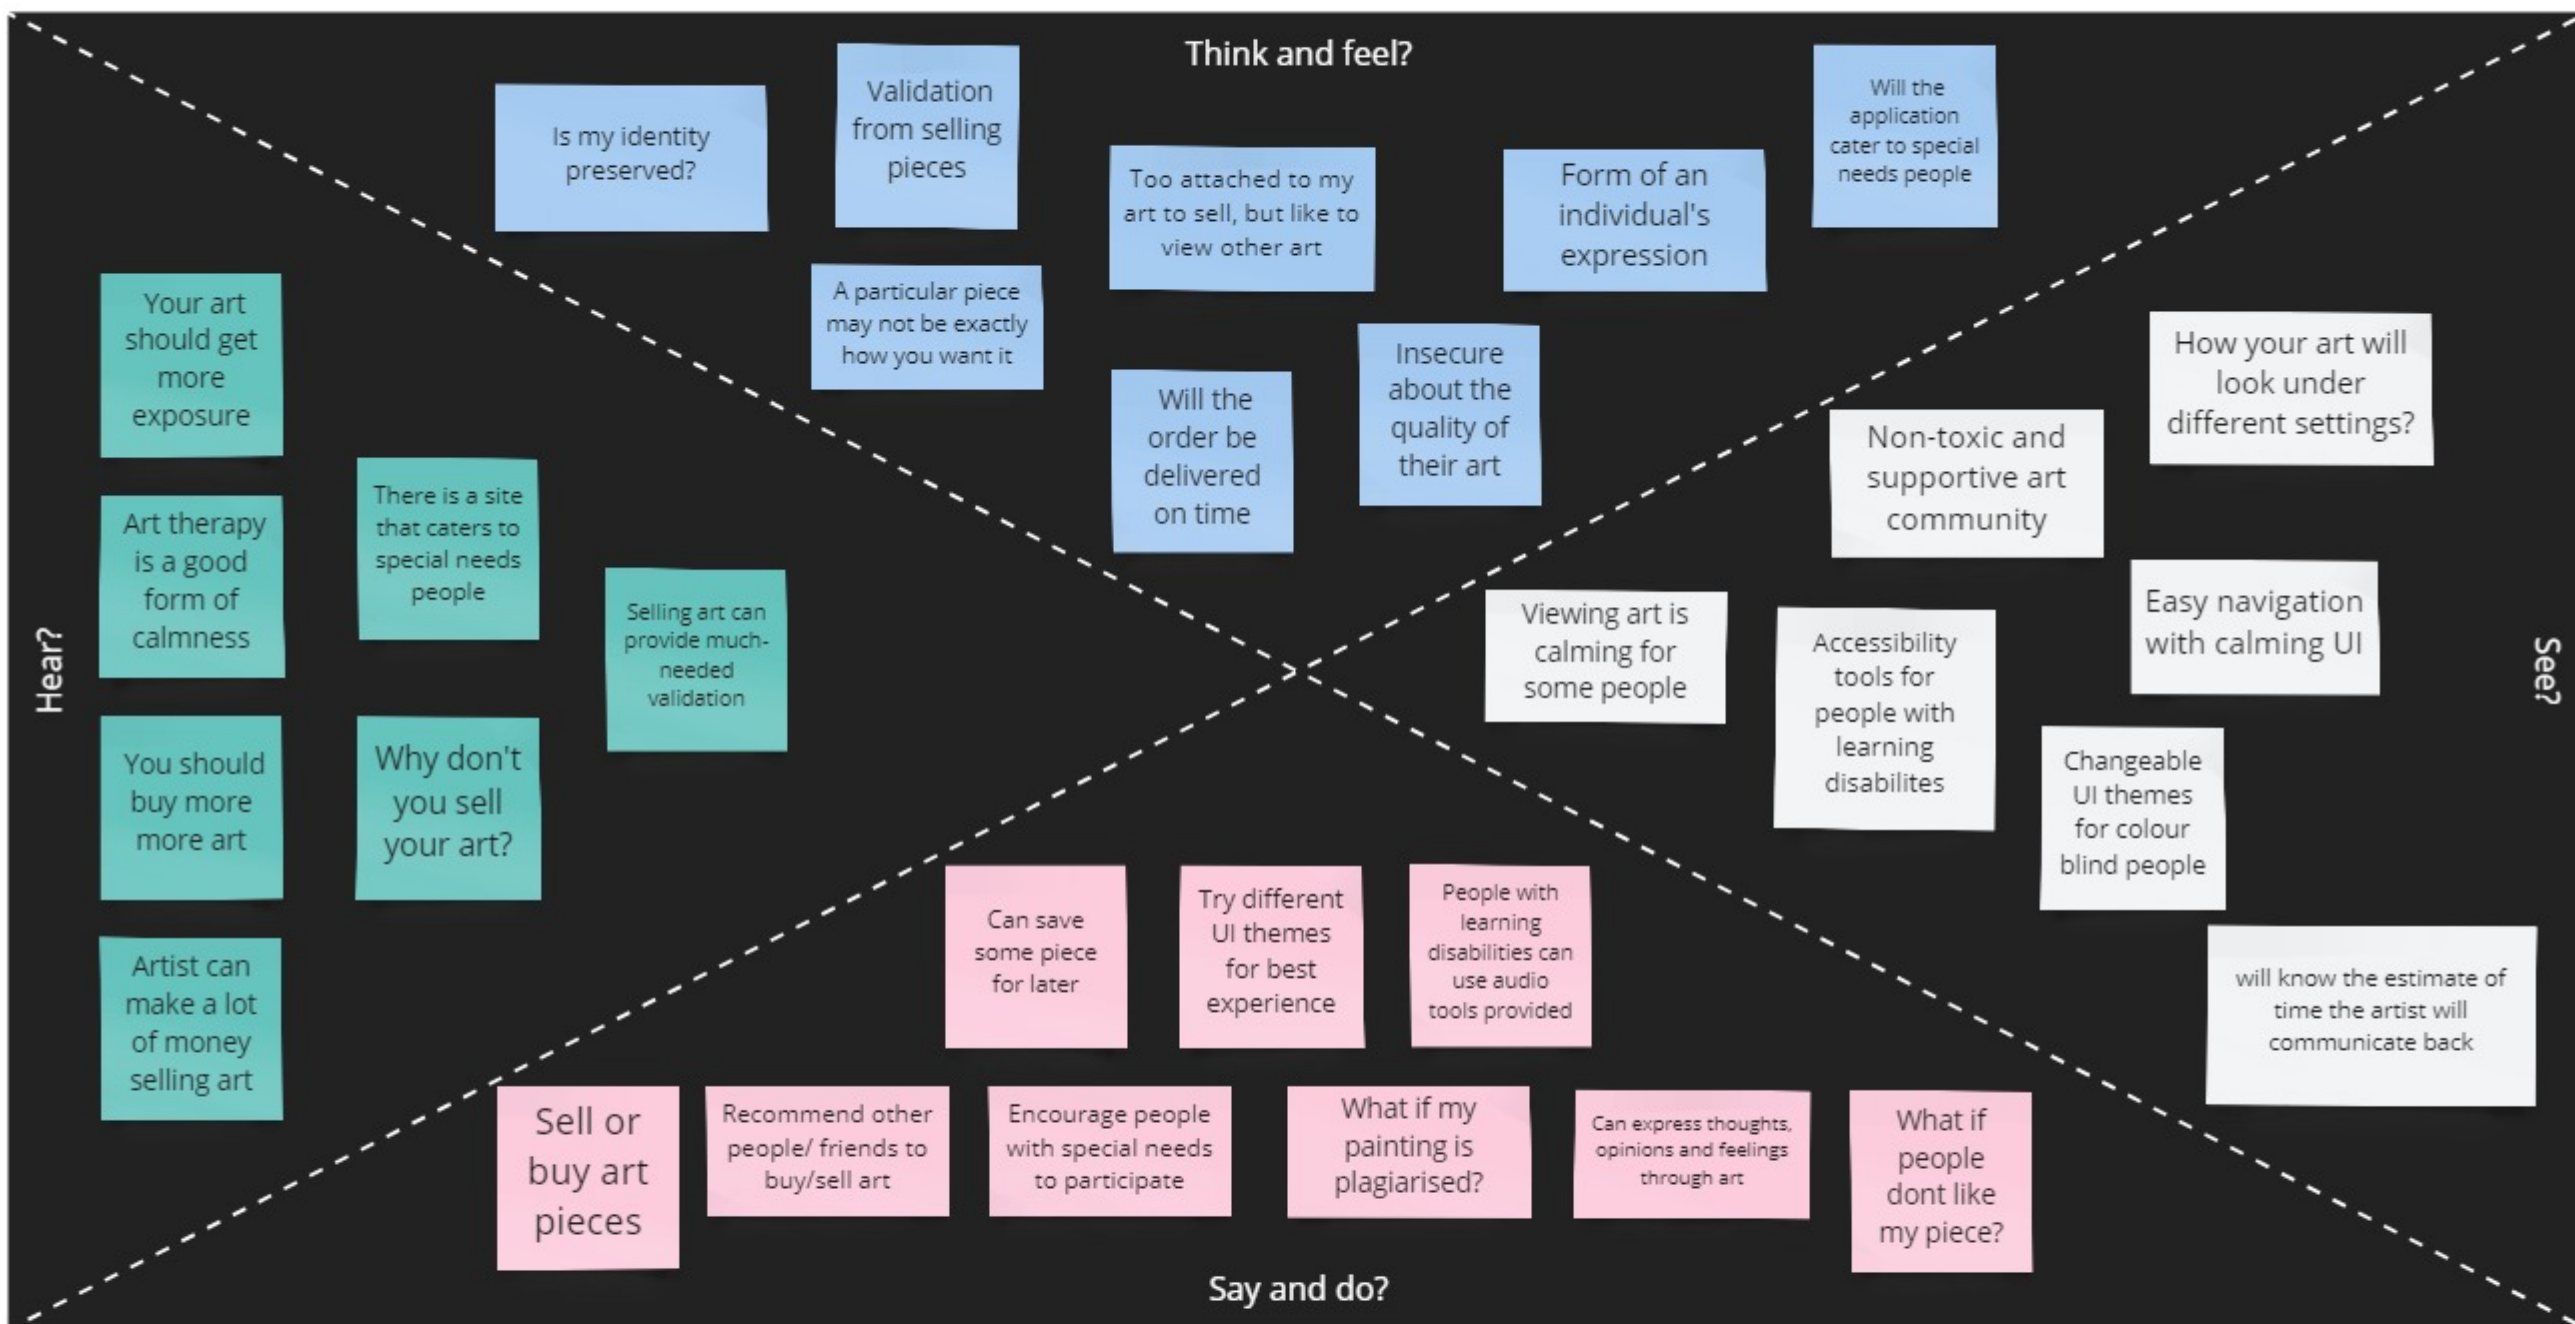 Think and feel?
Is my identity
preserved?
Validation
from selling
pieces
Too attached to my
art to sell, but like to
view other art
Form of an
individual's
expression
Will the
application
cater to special
needs people
A particular piece
may not be exactly
how you want it
Will the
order be
delivered
on time
Insecure
about the
quality of
their art
Hear?
Your art
should get
more
exposure
There is a site
that caters to
special needs
people
Art therapy
is a good
form of
calmness
Selling art can
provide much-
needed
validation
You should
buy more
more art
Why don't
you sell
your art?
Artist can
make a lot
of money
selling art
See?
How your art will
look under
different settings?
Non-toxic and
supportive art
community
Easy navigation
with calming UI
Viewing art is
calming for
some people
Accessibility
tools for
people with
learning
disabilites
Changeable
UI themes
for colour
blind people
will know the estimate of
time the artist will
communicate back
Can save
some piece
for later
Try different
UI themes
for best
experience
People with
learning
disabilities can
use audio
tools provided
Sell or
buy art
pieces
Recommend other
people/ friends to
buy/sell art
Encourage people
with special needs
to participate
What if my
painting is
plagiarised?
Can express thoughts,
opinions and feelings
through art
What if
people
dont like
my piece?
Say and do?